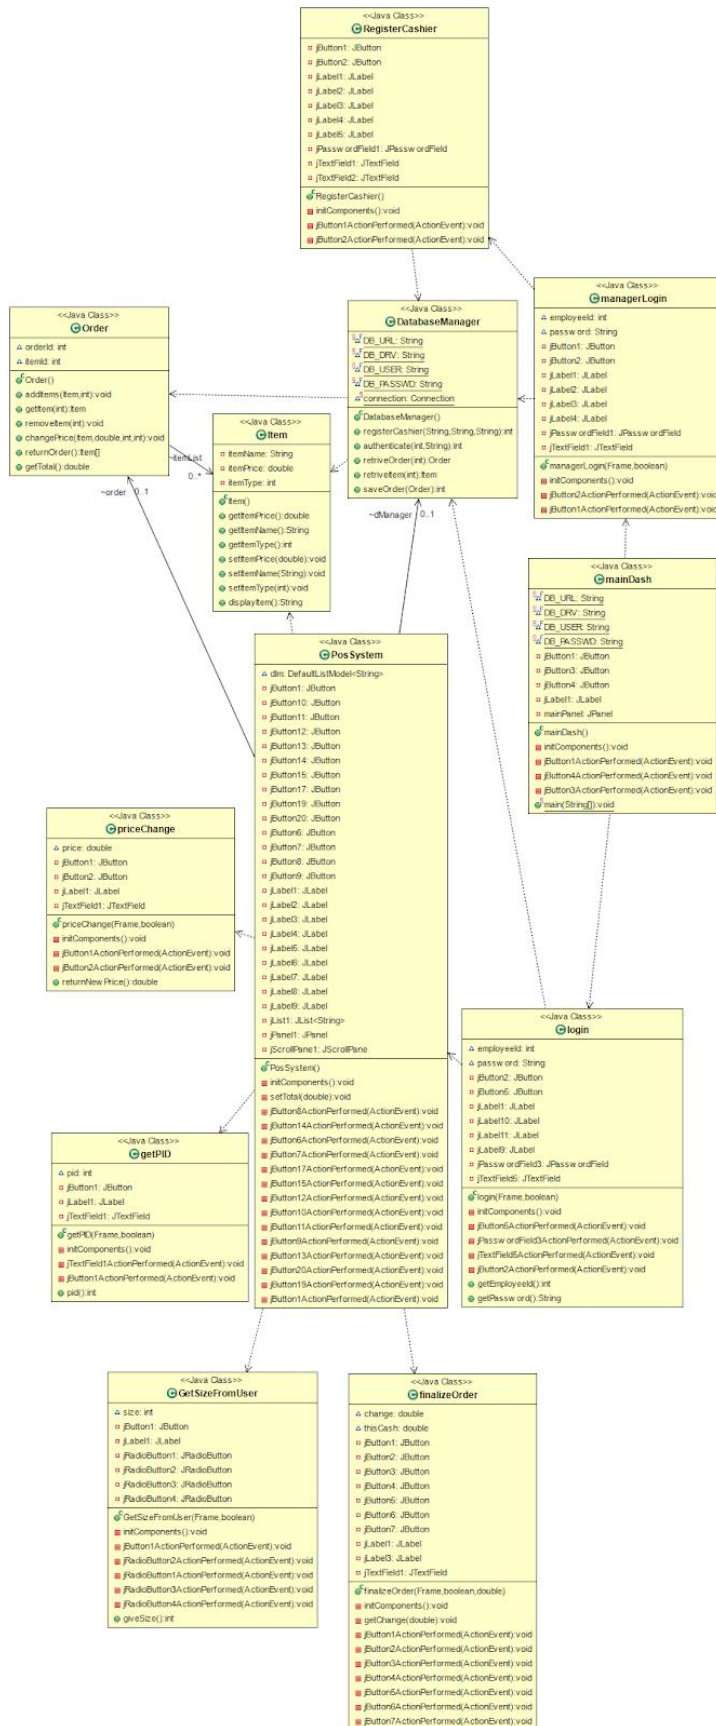 <<Java Class>>
RegisterCashier
jButton1: JButton
jButton2: JButton
jLabel1: JLabel
jLabel2: JLabel
jLabel3: JLabel
jLabel4: JLabel
jLabel5: JLabel
jPasswordField1: JPasswordField
jTextField1: JTextField
jTextField2: JTextField
RegisterCashier()
initComponents():void
jButton1ActionPerformed(ActionEvent):void
jButton2ActionPerformed(ActionEvent):void
<<Java Class>>
managerLogin
employeeId: int
password: String
jButton1: JButton
jButton2: JButton
jLabel1: JLabel
jLabel2: JLabel
jLabel3: JLabel
jLabel4: JLabel
jPasswordField1: JPasswordField
jTextField1: JTextField
managerLogin(Frame,boolean)
initComponents():void
jButton2ActionPerformed(ActionEvent):void
jButton1ActionPerformed(ActionEvent):void
<<Java Class>>
Order
orderId: int
itemId: int
Order()
addItems(Item,int):void
getItem(int):Item
removeItem(int):void
changePrice(Item,double,int,int):void
returnOrder():Item[]
getTotal():double
<<Java Class>>
DatabaseManager
DB_URL: String
DB_DRV: String
DB_USER: String
DB_PASSWD: String
connection: Connection
DatabaseManager()
registerCashier(String,String,String):int
authenticate(int,String):int
retriveOrder(int):Order
retriveItem(int):Item
saveOrder(Order):int
~itemList
0..*
~order 0..1
~dManager 0..1
<<Java Class>>
Item
itemName: String
itemPrice: double
itemType: int
Item()
getItemPrice():double
getItemName():String
getItemType():int
setItemPrice(double):void
setItemName(String):void
setItemType(int):void
displayItem():String
<<Java Class>>
mainDash
DB_URL: String
DB_DRV: String
DB_USER: String
DB_PASSWD: String
jButton1: JButton
jButton3: JButton
jButton4: JButton
jLabel1: JLabel
mainPanel: JPanel
mainDash()
initComponents():void
jButton1ActionPerformed(ActionEvent):void
jButton4ActionPerformed(ActionEvent):void
jButton3ActionPerformed(ActionEvent):void
main(String[]):void
<<Java Class>>
PosSystem
dlm: DefaultListModel<String>
jButton1: JButton
jButton10: JButton
jButton11: JButton
jButton12: JButton
jButton13: JButton
jButton14: JButton
jButton15: JButton
jButton17: JButton
jButton19: JButton
jButton20: JButton
jButton6: JButton
jButton7: JButton
jButton8: JButton
jButton9: JButton
jLabel1: JLabel
jLabel2: JLabel
jLabel3: JLabel
jLabel4: JLabel
jLabel5: JLabel
jLabel6: JLabel
jLabel7: JLabel
jLabel8: JLabel
jLabel9: JLabel
jList1: JList<String>
jPanel1: JPanel
jScrollPane1: JScrollPane
PosSystem()
initComponents():void
setTotal(double):void
jButton8ActionPerformed(ActionEvent):void
jButton14ActionPerformed(ActionEvent):void
jButton6ActionPerformed(ActionEvent):void
jButton7ActionPerformed(ActionEvent):void
jButton17ActionPerformed(ActionEvent):void
jButton15ActionPerformed(ActionEvent):void
jButton12ActionPerformed(ActionEvent):void
jButton10ActionPerformed(ActionEvent):void
jButton11ActionPerformed(ActionEvent):void
jButton9ActionPerformed(ActionEvent):void
jButton13ActionPerformed(ActionEvent):void
jButton20ActionPerformed(ActionEvent):void
jButton19ActionPerformed(ActionEvent):void
jButton1ActionPerformed(ActionEvent):void
<<Java Class>>
priceChange
price: double
jButton1: JButton
jButton2: JButton
jLabel1: JLabel
jTextField1: JTextField
priceChange(Frame,boolean)
initComponents():void
jButton1ActionPerformed(ActionEvent):void
jButton2ActionPerformed(ActionEvent):void
returnNewPrice():double
<<Java Class>>
login
employeeId: int
password: String
jButton2: JButton
jButton5: JButton
jLabel1: JLabel
jLabel10: JLabel
jLabel11: JLabel
jLabel9: JLabel
jPasswordField3: JPasswordField
jTextField5: JTextField
login(Frame,boolean)
initComponents():void
jButton5ActionPerformed(ActionEvent):void
jPasswordField3ActionPerformed(ActionEvent):void
jTextField5ActionPerformed(ActionEvent):void
jButton2ActionPerformed(ActionEvent):void
getEmployeeId():int
getPassword():String
<<Java Class>>
getPID
pid: int
jButton1: JButton
jLabel1: JLabel
jTextField1: JTextField
getPID(Frame,boolean)
initComponents():void
jTextField1ActionPerformed(ActionEvent):void
jButton1ActionPerformed(ActionEvent):void
pid():int
<<Java Class>>
GetSizeFromUser
size: int
jButton1: JButton
jLabel1: JLabel
jRadioButton1: JRadioButton
jRadioButton2: JRadioButton
jRadioButton3: JRadioButton
jRadioButton4: JRadioButton
GetSizeFromUser(Frame,boolean)
initComponents():void
jButton1ActionPerformed(ActionEvent):void
jRadioButton2ActionPerformed(ActionEvent):void
jRadioButton1ActionPerformed(ActionEvent):void
jRadioButton3ActionPerformed(ActionEvent):void
jRadioButton4ActionPerformed(ActionEvent):void
giveSize():int
<<Java Class>>
finalizeOrder
change: double
thisCash: double
jButton1: JButton
jButton2: JButton
jButton3: JButton
jButton4: JButton
jButton5: JButton
jButton6: JButton
jButton7: JButton
jLabel1: JLabel
jLabel3: JLabel
jTextField1: JTextField
finalizeOrder(Frame,boolean,double)
initComponents():void
getChange(double):void
jButton1ActionPerformed(ActionEvent):void
jButton2ActionPerformed(ActionEvent):void
jButton3ActionPerformed(ActionEvent):void
jButton4ActionPerformed(ActionEvent):void
jButton5ActionPerformed(ActionEvent):void
jButton6ActionPerformed(ActionEvent):void
jButton7ActionPerformed(ActionEvent):void